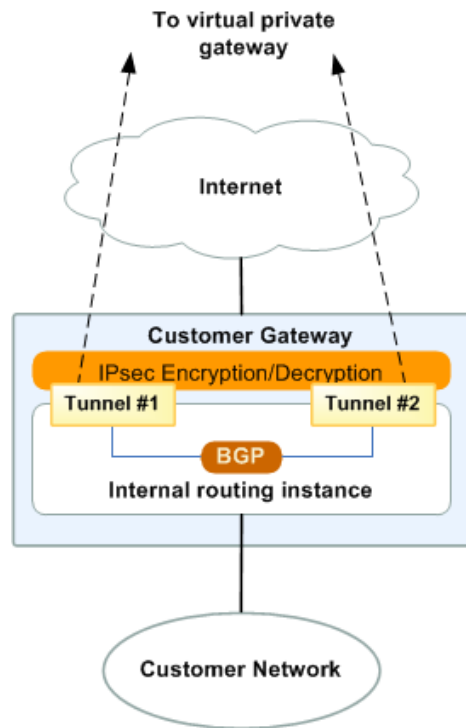 To virtual private
gateway
Internet
Customer Gateway
IPsec Encryption/Decryption
Tunnel #1
Tunnel #2
BGP
Internal routing instance
Customer Network